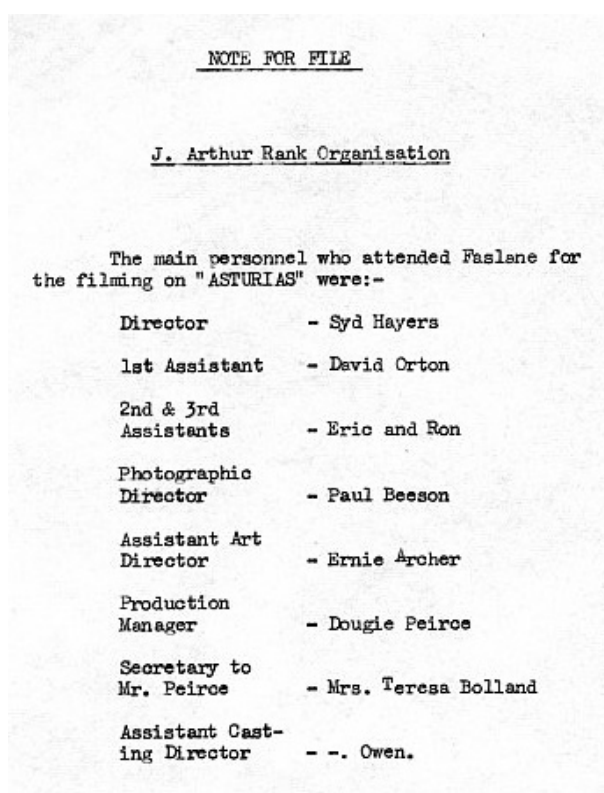 NOTE FOR FILE
J. Arthur Rank Organisation
The main personnel who attended Faslane for
the filming on "ASTURIAS" were:-
Director - Syd Hayers
1st Assistant - David Orton
2nd & 3rd
Assistants - Eric and Ron
Photographic
Director - Paul Beeson
Assistant Art
Director - Ernie Archer
Production
Manager - Dougie Peirce
Secretary to
Mr. Peirce - Mrs. Teresa Bolland
Assistant Cast-
ing Director - -. Owen.